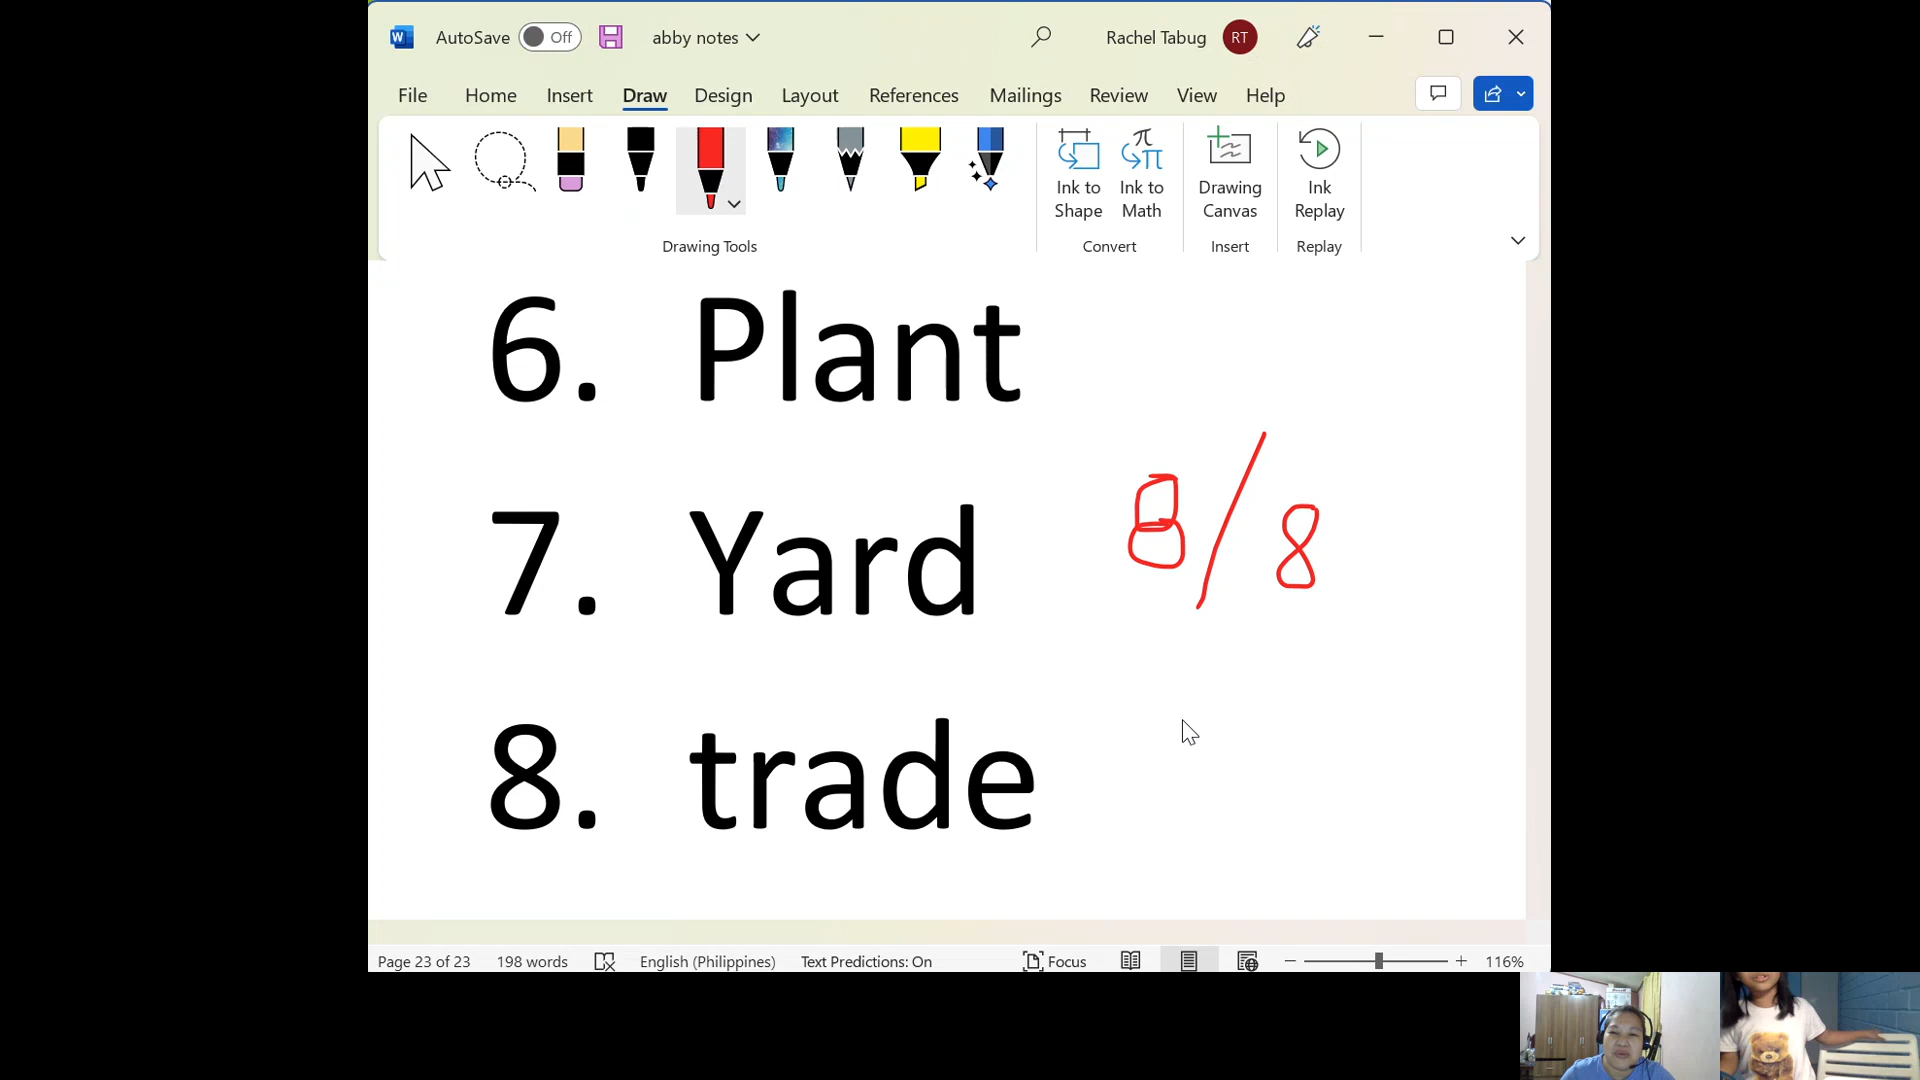 AutoSave Off abby notes Rachel Tabug RT
File Home Insert Draw Design Layout References Mailings Review View Help
Ink to Shape
Ink to Math
Drawing Canvas
Ink Replay
Drawing Tools Convert Insert Replay
6. Plant
8/8
7. Yard
8. trade
Page 23 of 23 198 words English (Philippines) Text Predictions: On Focus 116%